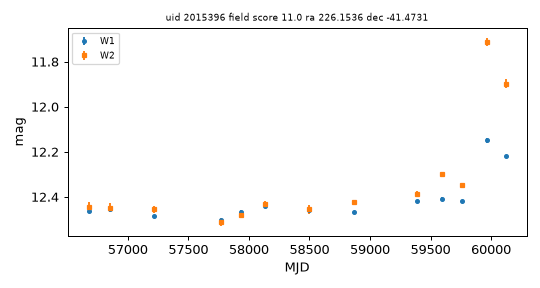 uid 2015396 field score 11.0 ra 226.1536 dec -41.4731
W1
W2
11.8
12.0
12.2
12.4
mag
57000 57500 58000 58500 59000 59500 60000
MJD